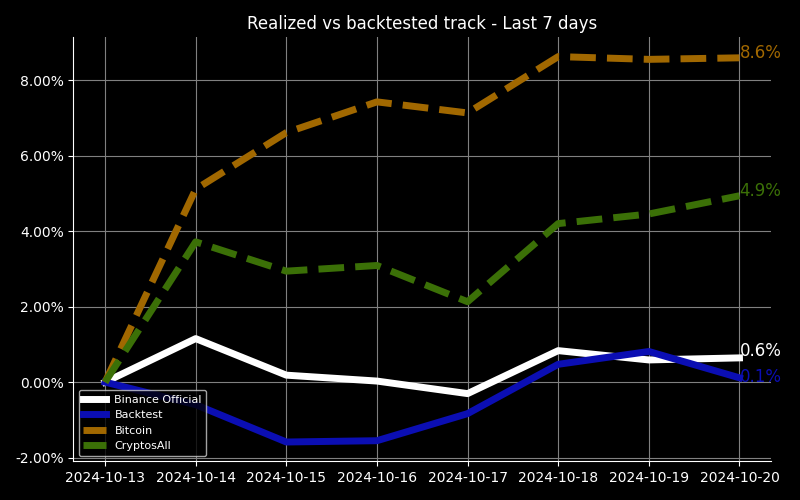 Realized vs backtested track - Last 7 days
8.6%
8.00%
6.00%
4.9%
4.00%
2.00%
0.6%
0.00%
0.1%
Binance Official
Backtest
Bitcoin
CryptosAll
-2.00%
2024-10-13 2024-10-14 2024-10-15 2024-10-16 2024-10-17 2024-10-18 2024-10-19 2024-10-20